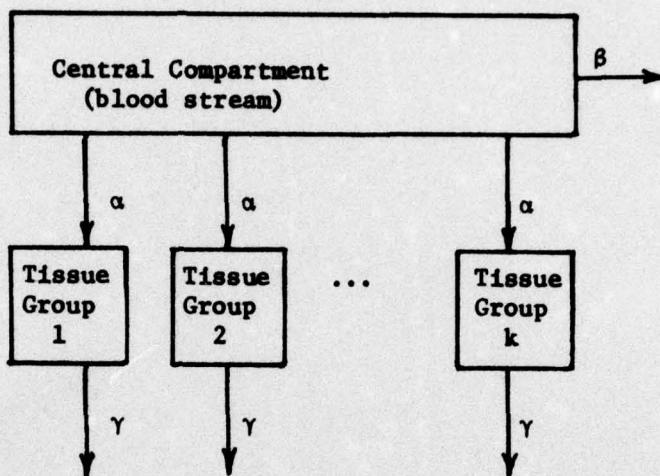 Central Compartment
(blood stream)
β
α
α
α
Tissue
Group
1
Tissue
Group
2
...
Tissue
Group
k
γ
γ
γ